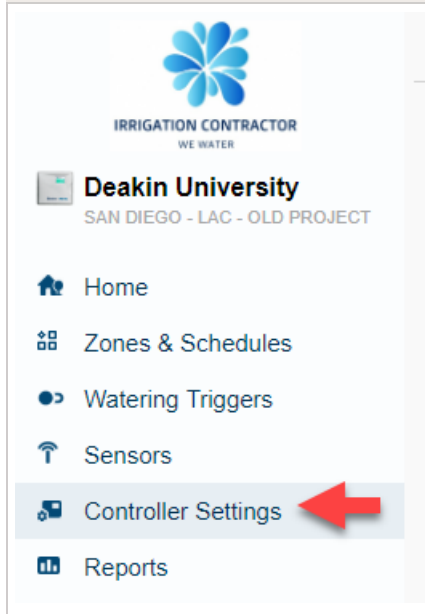 IRRIGATION CONTRACTOR
WE WATER
Deakin University
SAN DIEGO - LAC - OLD PROJECT
Home
Zones & Schedules
Watering Triggers
Sensors
Controller Settings
Reports